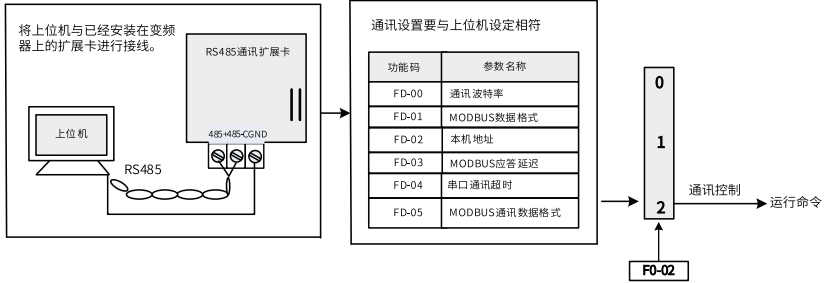 将上位机与已经安装在变频
器上的扩展卡进行接线。
RS485通讯扩展卡
485+485-CGND
上位机
RS485
通讯设置要与上位机设定相符
功能码 参数名称
FD-00 通讯波特率
FD-01 MODBUS数据格式
FD-02 本机地址
FD-03 MODBUS应答延迟
FD-04 串口通讯超时
FD-05 MODBUS通讯数据格式
0
1
2
F0-02
通讯控制
运行命令